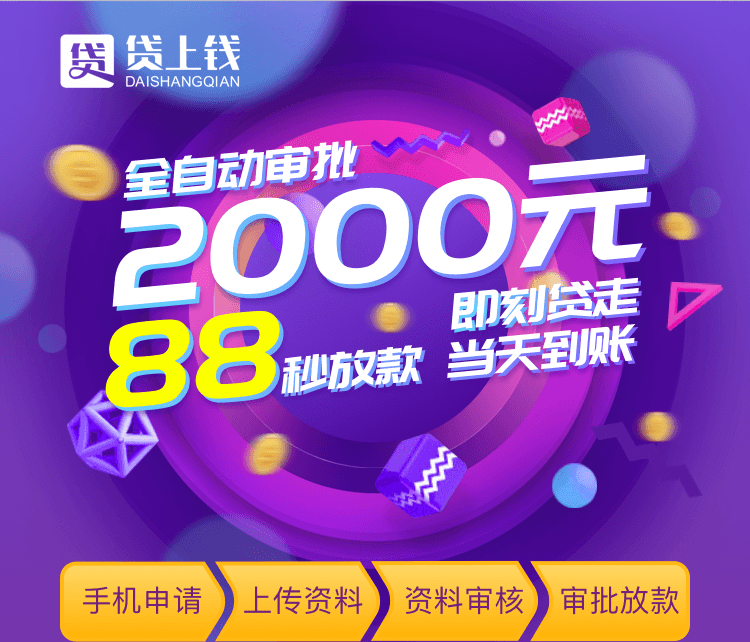 贷
贷上钱
DAISHANGQIAN
全自动审批
2000元
88秒放款
即刻贷走
当天到账
手机申请
上传资料
资料审核
审批放款